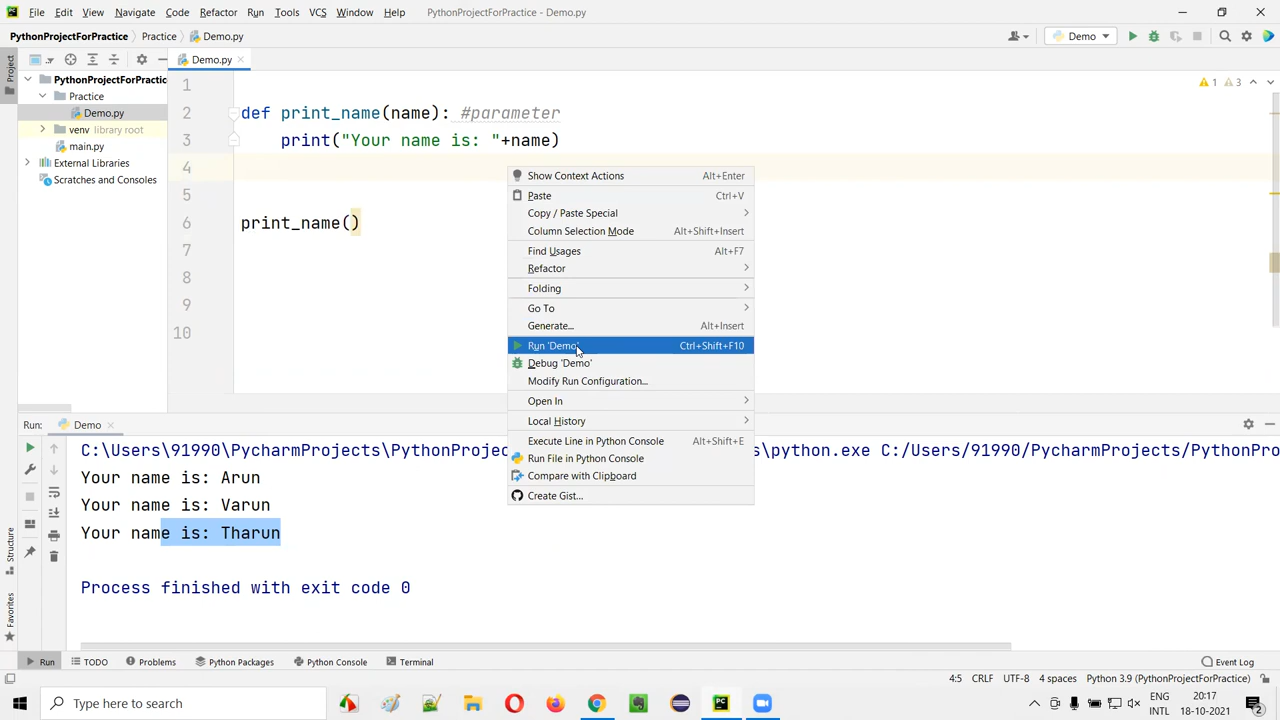 File Edit View Navigate Code Refactor Run Tools VCS Window Help PythonProjectForPractice - Demo.py
PythonProjectForPractice Practice Demo.py Demo
Project
Demo.py
PythonProjectForPractic
Practice
Demo.py
venv library root
main.py
External Libraries
Scratches and Consoles
1 3
1
2 def print_name(name): #parameter
3 print("Your name is: "+name)
4
5
6 print_name()
7
8
9
10
Show Context Actions Alt+Enter
Paste Ctrl+V
Copy / Paste Special
Column Selection Mode Alt+Shift+Insert
Find Usages Alt+F7
Refactor
Folding
Go To
Generate... Alt+Insert
Run 'Demo' Ctrl+Shift+F10
Debug 'Demo'
Modify Run Configuration...
Open In
Local History
Execute Line in Python Console Alt+Shift+E
Run File in Python Console
Compare with Clipboard
Create Gist...
Run: Demo
C:\Users\91990\PycharmProjects\PythonProjec s\python.exe C:/Users/91990/PycharmProjects/PythonPro
Your name is: Arun
Your name is: Varun
Your name is: Tharun
Process finished with exit code 0
Structure
Favorites
Run TODO Problems Python Packages Python Console Terminal Event Log
4:5 CRLF UTF-8 4 spaces Python 3.9 (PythonProjectForPractice)
Type here to search
ENG
INTL
20:17
18-10-2021
2